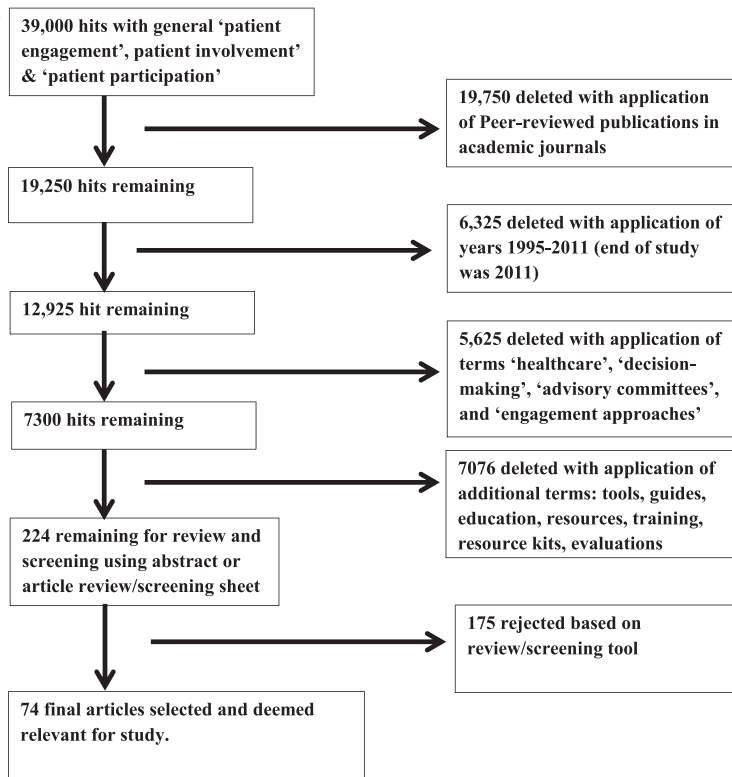 39,000 hits with general ‘patient
engagement’, patient involvement’
& ‘patient participation’
19,750 deleted with application
of Peer-reviewed publications in
academic journals
19,250 hits remaining
6,325 deleted with application of
years 1995-2011 (end of study
was 2011)
12,925 hit remaining
5,625 deleted with application of
terms ‘healthcare’, ‘decision-
making’, ‘advisory committees’,
and ‘engagement approaches’
7300 hits remaining
7076 deleted with application of
additional terms: tools, guides,
education, resources, training,
resource kits, evaluations
224 remaining for review and
screening using abstract or
article review/screening sheet
175 rejected based on
review/screening tool
74 final articles selected and deemed
relevant for study.